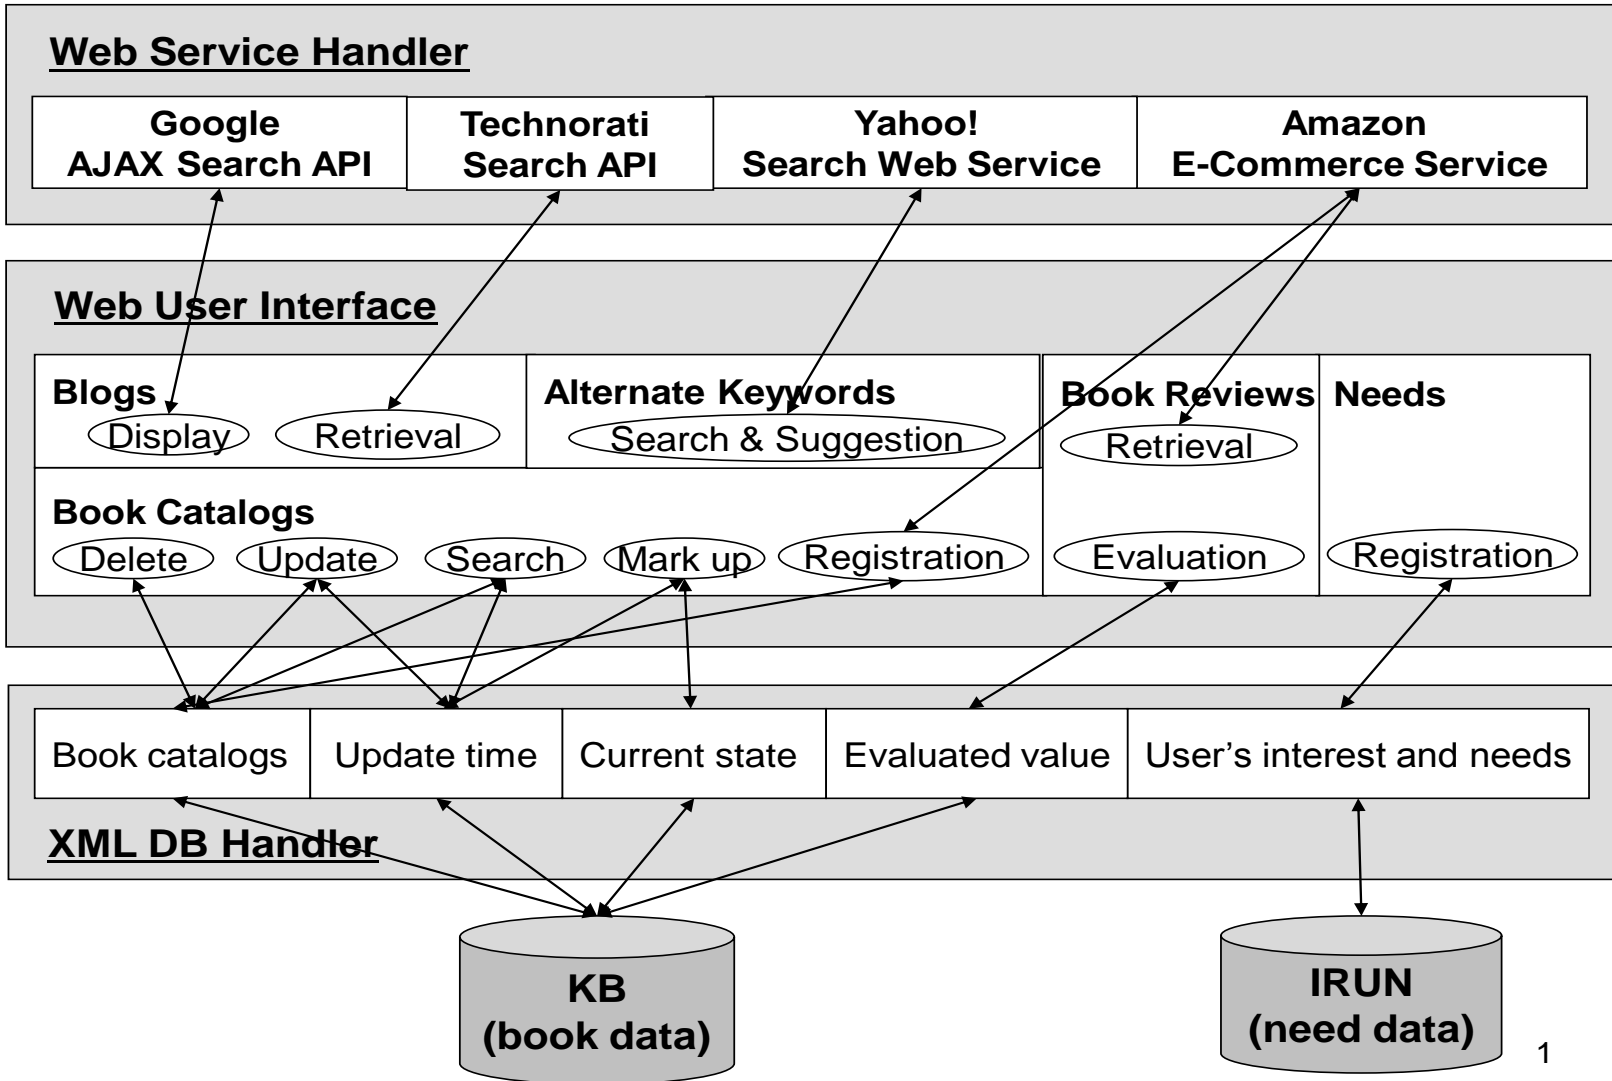 Web Service Handler
Google
AJAX Search API
Technorati
Search API
Yahoo!
Search Web Service
Amazon
E-Commerce Service
Web User Interface
Blogs
Display
Retrieval
Alternate Keywords
Search & Suggestion
Book Reviews
Retrieval
Evaluation
Needs
Registration
Book Catalogs
Delete
Update
Search
Mark up
Registration
Book catalogs
Update time
Current state
Evaluated value
User's interest and needs
XML DB Handler
KB
(book data)
IRUN
(need data)
1